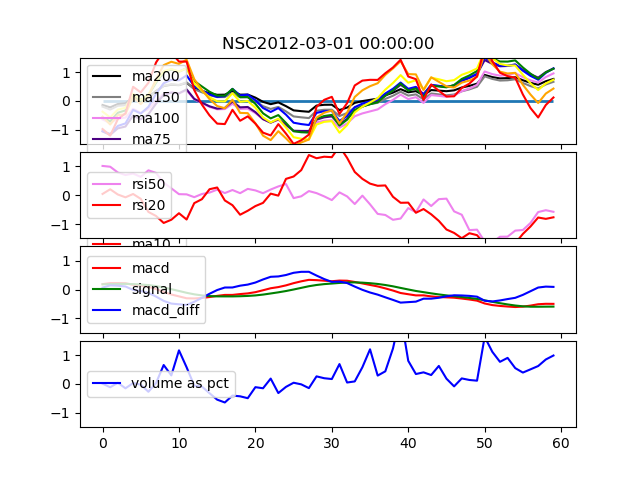 NSC2012-03-01 00:00:00
1
0
−1
ma200
ma150
ma100
ma75
1
0
−1
rsi50
rsi20
ma10
1
0
−1
macd
signal
macd_diff
1
0
−1
volume as pct
0 10 20 30 40 50 60